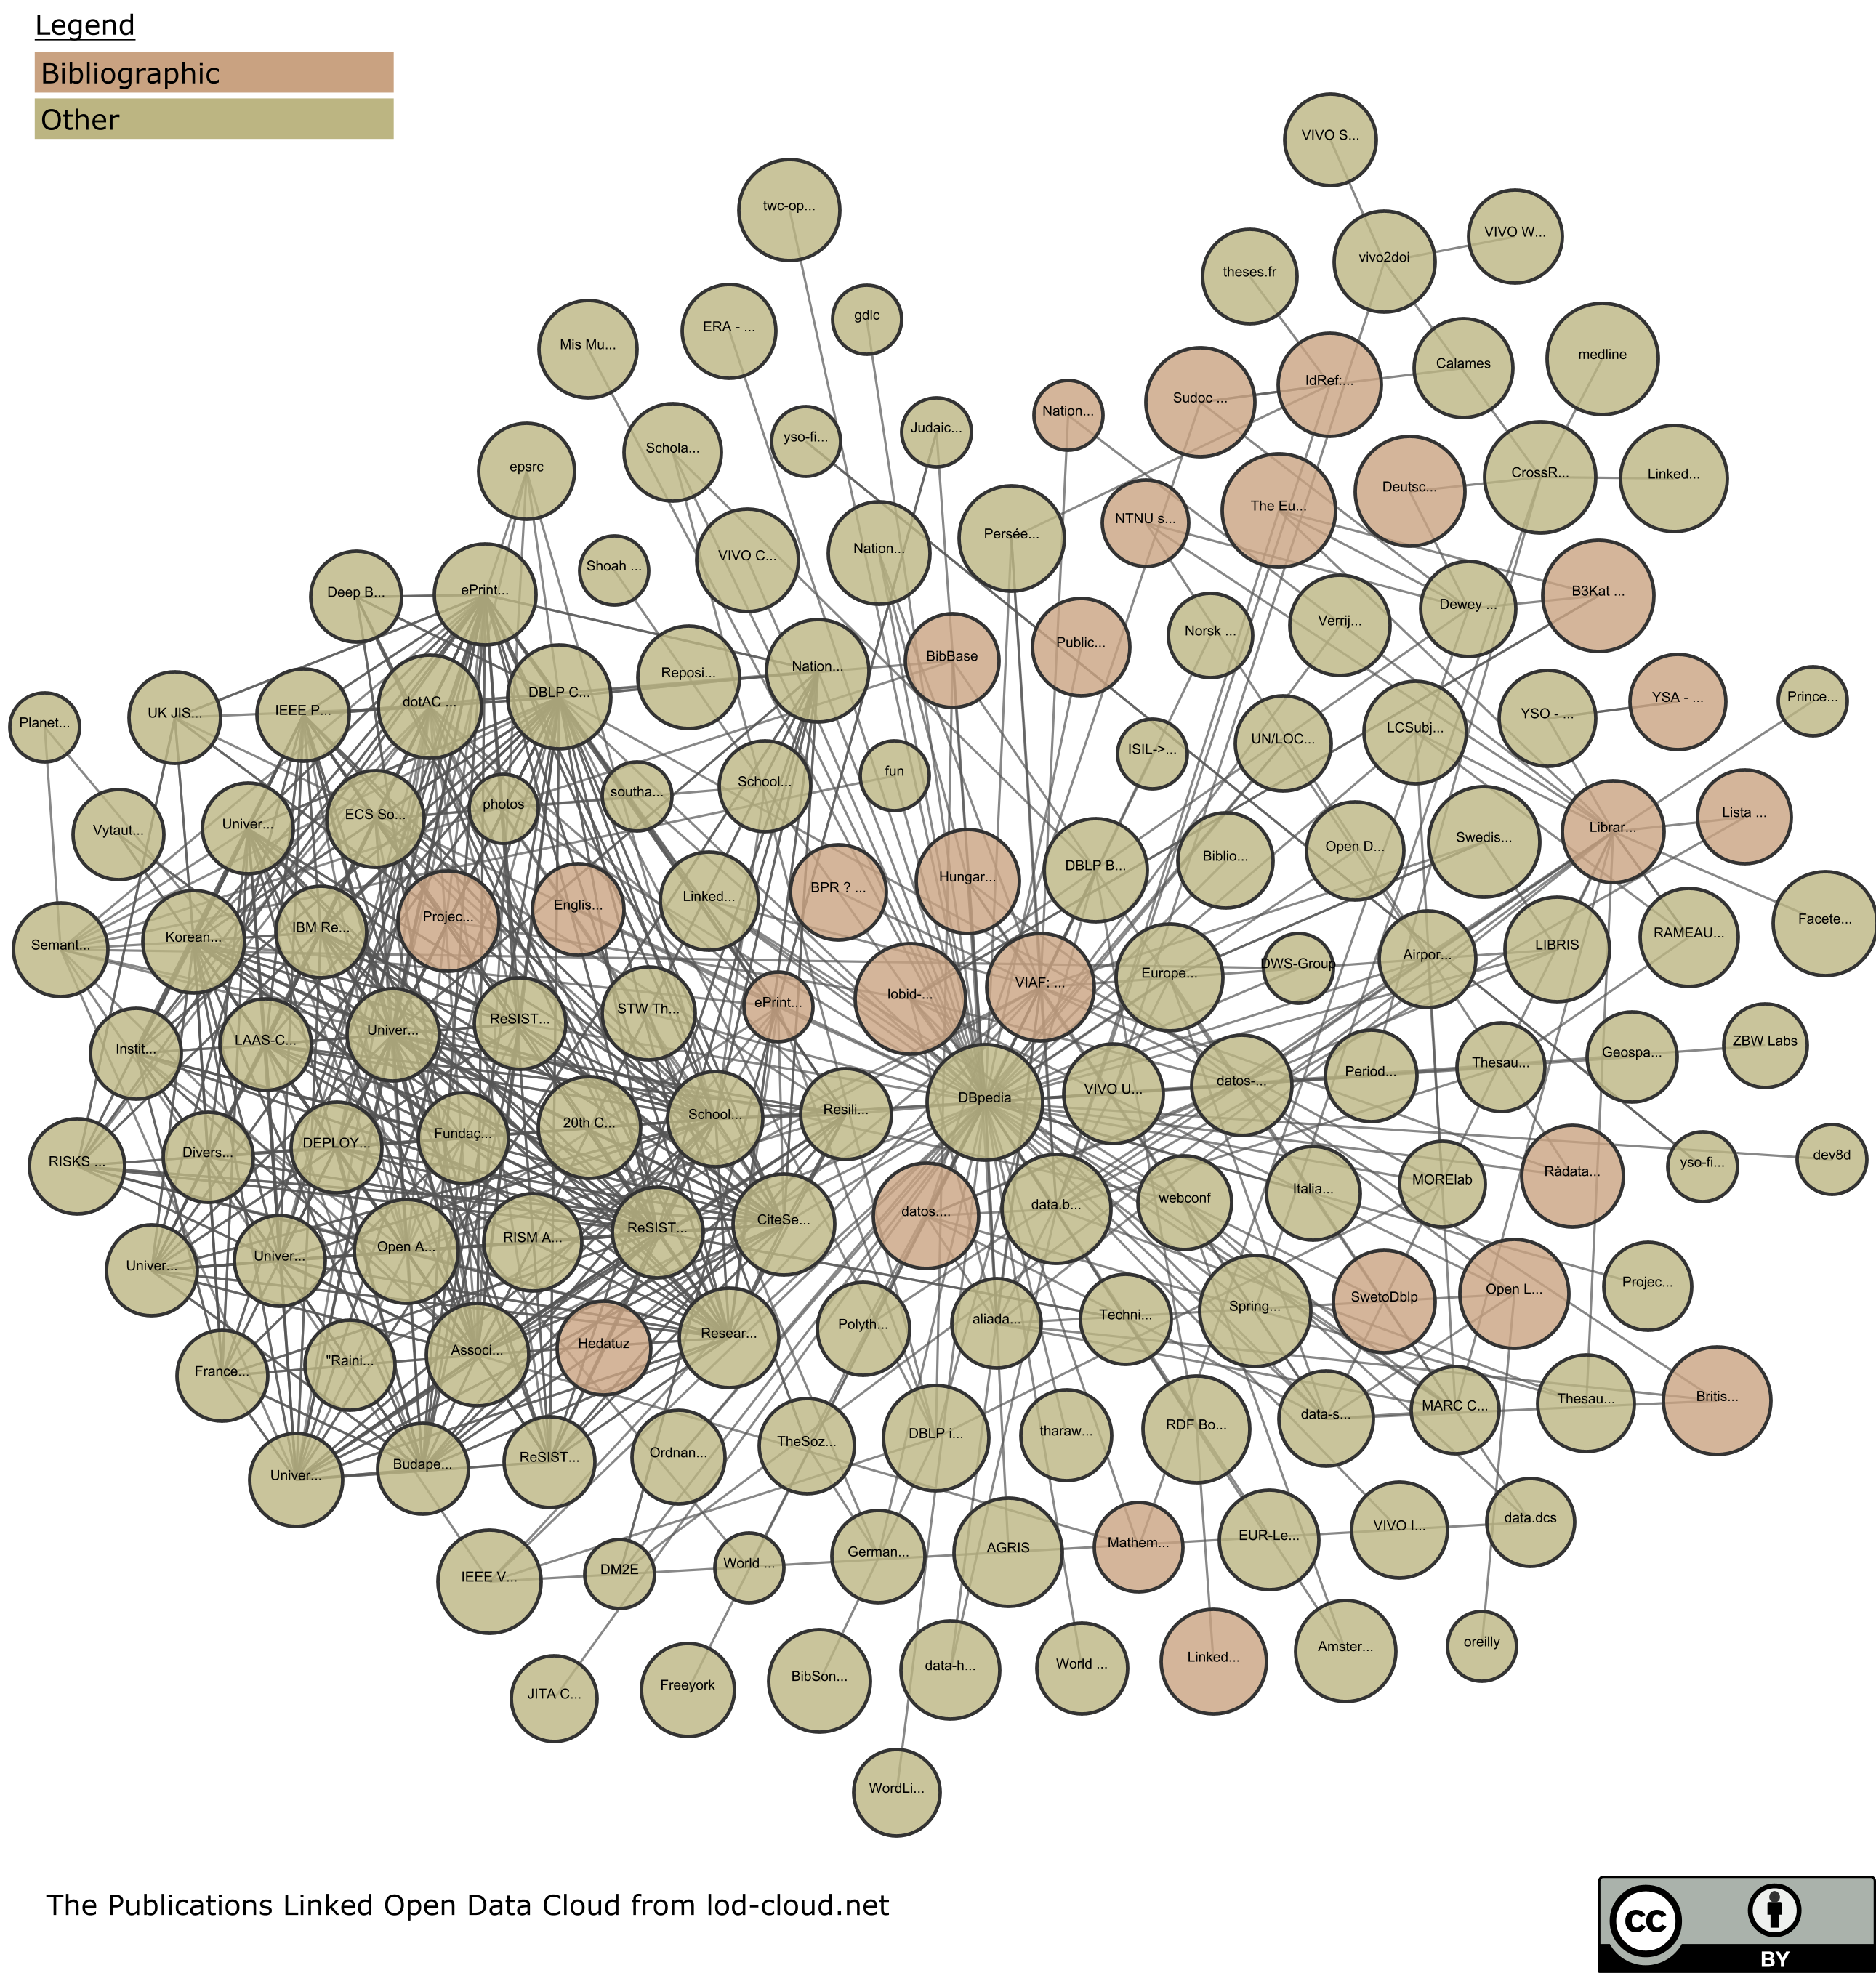 Legend
Bibliographic
Other
VIVO S...
twc-op...
VIVO W...
vivo2doi
theses.fr
gdlc
ERA - ...
Mis Mu...
medline
Calames
IdRef:...
Sudoc ...
Nation...
Judaic...
yso-fi...
Schola...
epsrc
CrossR...
Linked...
Deutsc...
The Eu...
NTNU s...
Persée...
Nation...
VIVO C...
Shoah ...
Deep B...
ePrint...
B3Kat ...
Dewey ...
Verrij...
Norsk ...
Public...
BibBase
Nation...
Reposi...
DBLP C...
dotAC ...
IEEE P...
UK JIS...
Planet...
YSA - ...
Prince...
YSO - ...
LCSubj...
UN/LOC...
ISIL->...
fun
School...
southa...
photos
ECS So...
Univer...
Vytaut...
Lista ...
Librar...
Swedis...
Open D...
Biblio...
DBLP B...
Hungar...
BPR ? ...
Linked...
Englis...
Projec...
IBM Re...
Korean...
Semant...
Facete...
RAMEAU...
LIBRIS
Airpor...
DWS-Group
Europe...
VIAF: ...
lobid-...
ePrint...
STW Th...
ReSIST...
Univer...
LAAS-C...
Instit...
ZBW Labs
Geospa...
Thesau...
Period...
datos-...
VIVO U...
DBpedia
Resili...
School...
20th C...
Fundaç...
DEPLOY...
Divers...
RISKS ...
dev8d
yso-fi...
Rådata...
MORElab
Italia...
webconf
data.b...
datos....
CiteSe...
ReSIST...
RISM A...
Open A...
Univer...
Univer...
Projec...
Open L...
SwetoDblp
Spring...
Techni...
aliada...
Polyth...
Resear...
Hedatuz
Associ...
"Raini...
France...
Britis...
Thesau...
MARC C...
data-s...
RDF Bo...
tharaw...
DBLP i...
TheSoz...
Ordnan...
ReSIST...
Budape...
Univer...
data.dcs
VIVO I...
EUR-Le...
Mathem...
AGRIS
German...
World ...
DM2E
IEEE V...
oreilly
Amster...
Linked...
World ...
data-h...
BibSon...
Freeyork
JITA C...
WordLi...
The Publications Linked Open Data Cloud from lod-cloud.net
cc
BY